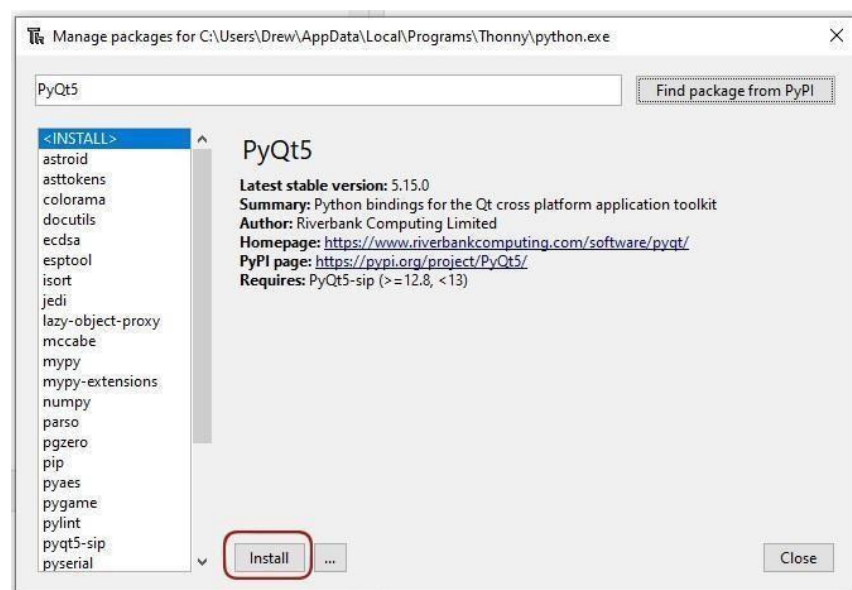 Manage packages for C:\Users\Drew\AppData\Local\Programs\Thonny\python.exe
PyQt5
Find package from PyPI
<INSTALL>
astroid
asttokens
colorama
docutils
ecdsa
esptool
isort
jedi
lazy-object-proxy
mccabe
mypy
mypy-extensions
numpy
parso
pgzero
pip
pyaes
pygame
pylint
pyqt5-sip
pyserial
PyQt5
Latest stable version: 5.15.0
Summary: Python bindings for the Qt cross platform application toolkit
Author: Riverbank Computing Limited
Homepage: https://www.riverbankcomputing.com/software/pyqt/
PyPI page: https://pypi.org/project/PyQt5/
Requires: PyQt5-sip (>=12.8, <13)
Install
...
Close